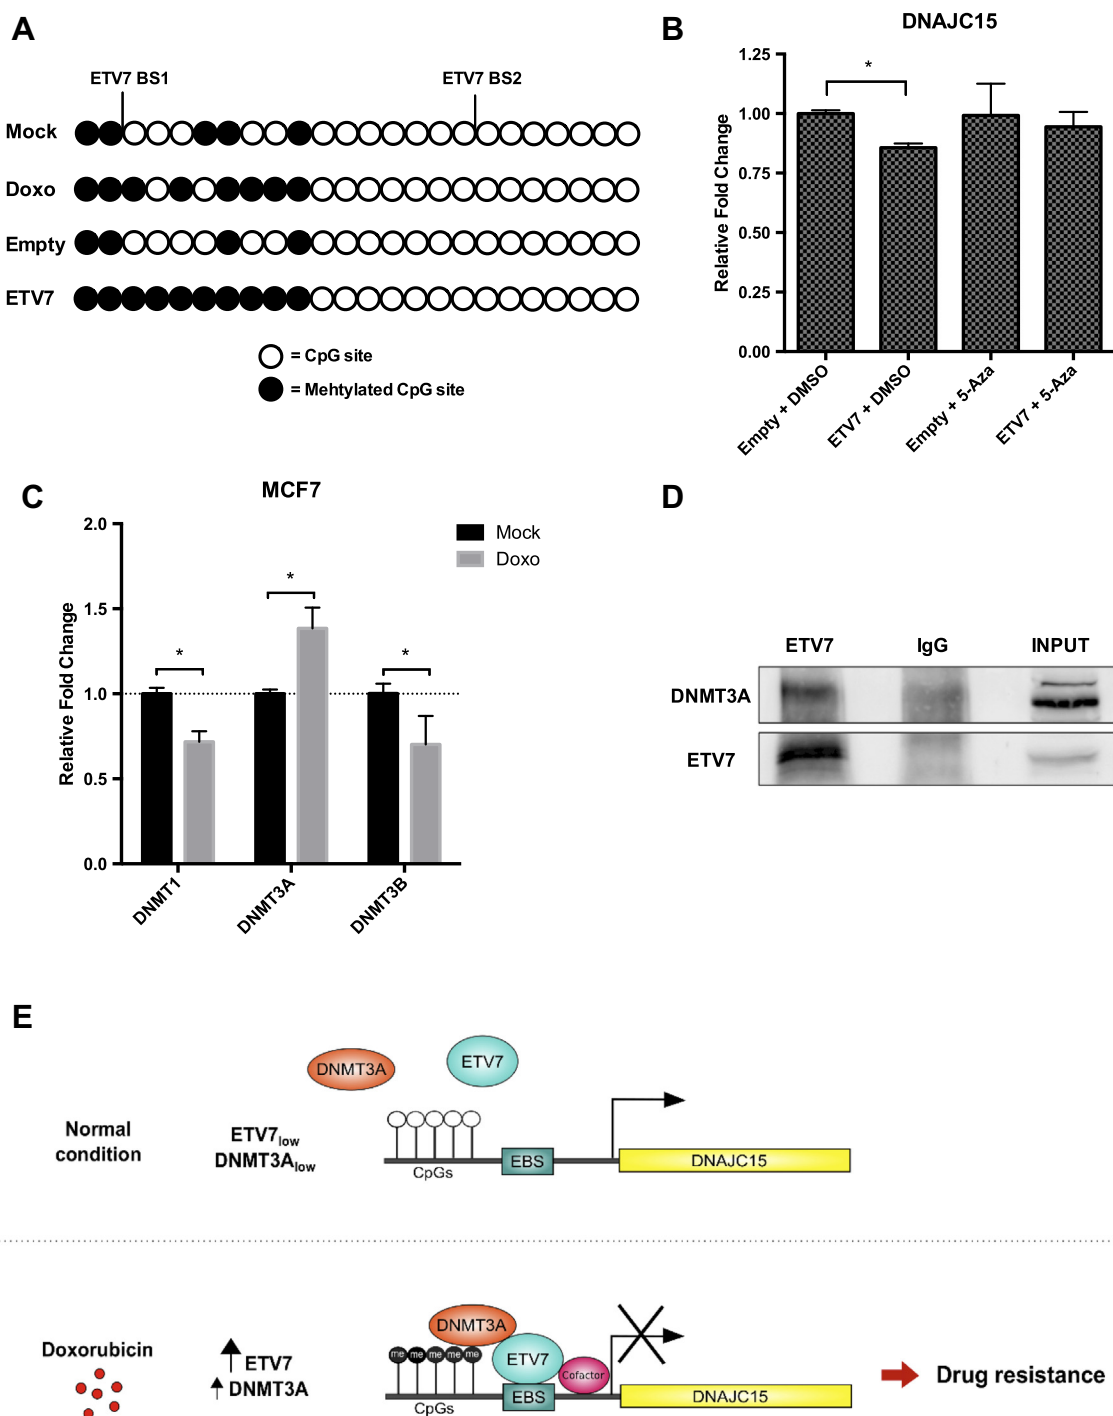 A
ETV7 BS1
ETV7 BS2
Mock
Doxo
Empty
ETV7
= CpG site
= Mehtylated CpG site
B
DNAJC15
Relative Fold Change
1.25
1.00
0.75
0.50
0.25
0.00
*
Empty + DMSO
ETV7 + DMSO
Empty + 5-Aza
ETV7 + 5-Aza
C
MCF7
Mock
Doxo
Relative Fold Change
2.0
1.5
1.0
0.5
0.0
*
*
*
DNMT1
DNMT3A
DNMT3B
D
ETV7 IgG INPUT
DNMT3A
ETV7
E
Normal
condition
ETV7low
DNMT3Alow
DNMT3A
ETV7
CpGs
EBS
DNAJC15
Doxorubicin
ETV7
DNMT3A
DNMT3A
me me me me me
ETV7
Cofactor
CpGs
EBS
DNAJC15
Drug resistance